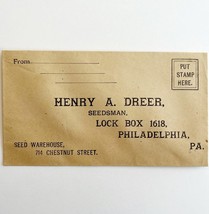 From
PUT
STAMP
HERE.
HENRY A. DREER,
SEEDSMAN,
LOCK BOX 1618,
PHILADELPHIA,
PA.
SEED WAREHOUSE,
714 CHESTNUT STREET.